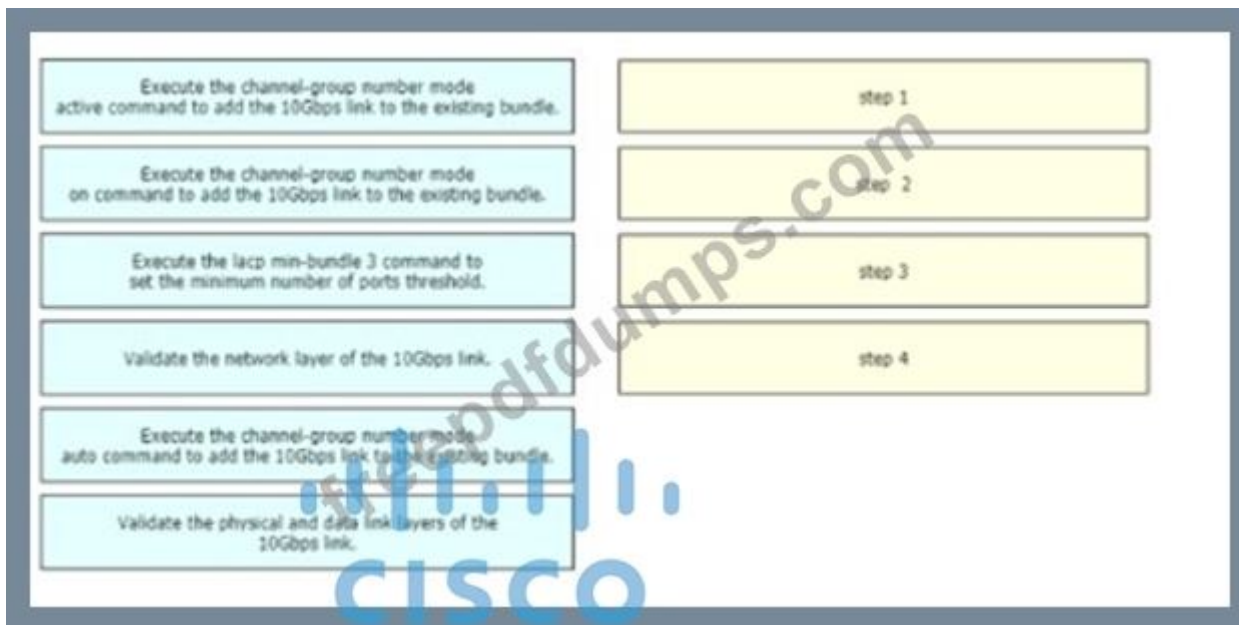 Execute the channel-group number mode
active command to add the 10Gbps link to the existing bundle.
Execute the channel-group number mode
on command to add the 10Gbps link to the existing bundle.
Execute the lacp min-bundle 3 command to
set the minimum number of ports threshold.
Validate the network layer of the 10Gbps link.
Execute the channel-group number mode
auto command to add the 10Gbps link to the existing bundle.
Validate the physical and data link layers of the
10Gbps link.
step 1
step 2
step 3
step 4
freepdfdumps.com
CISCO